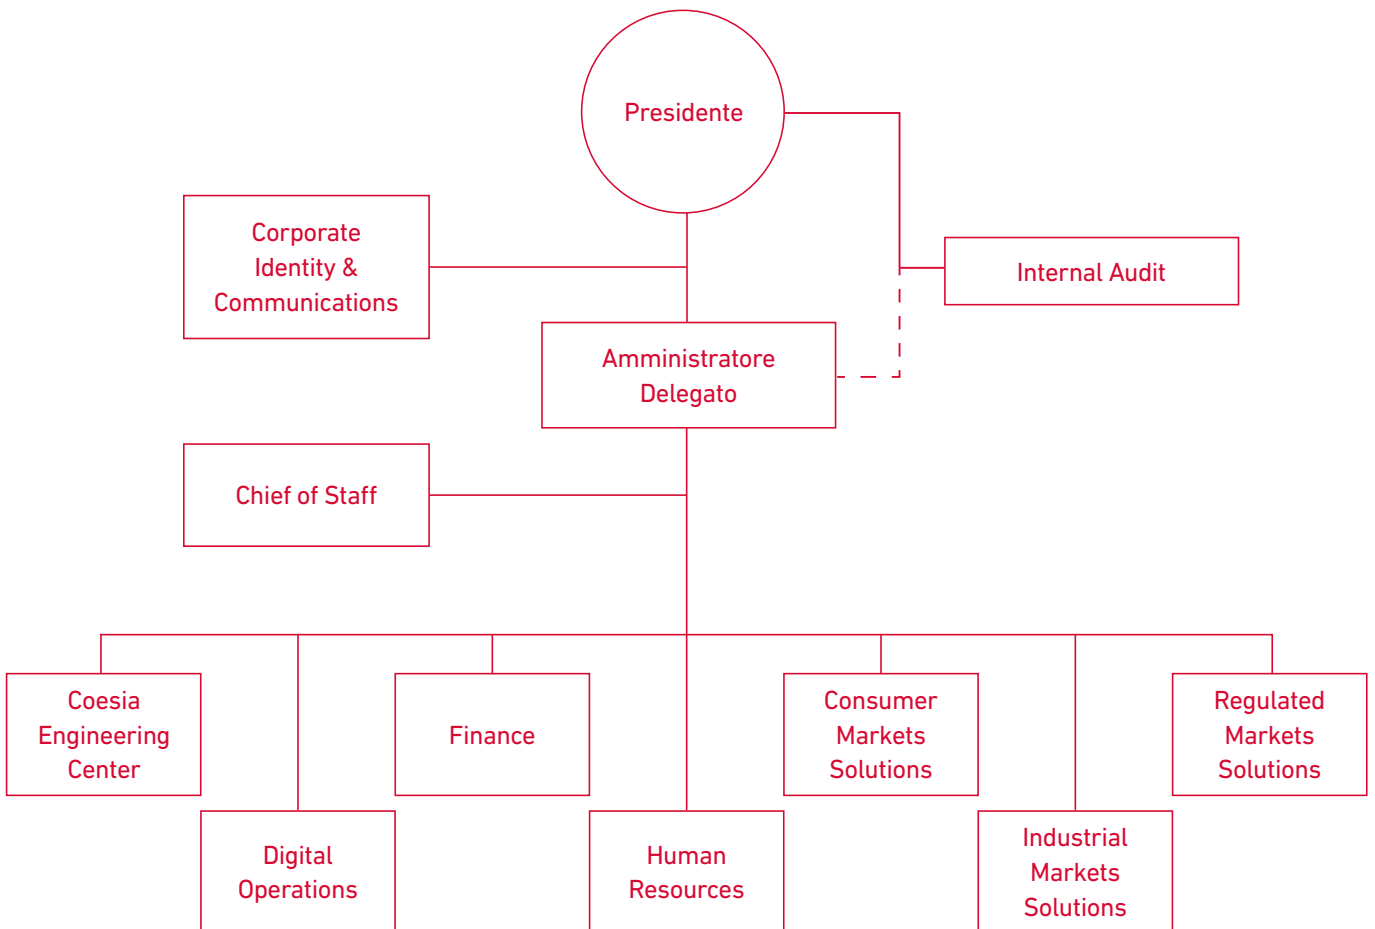 Presidente
Corporate
Identity &
Communications
Internal Audit
Amministratore
Delegato
Chief of Staff
Coesia
Engineering
Center
Finance
Consumer
Markets
Solutions
Regulated
Markets
Solutions
Digital
Operations
Human
Resources
Industrial
Markets
Solutions